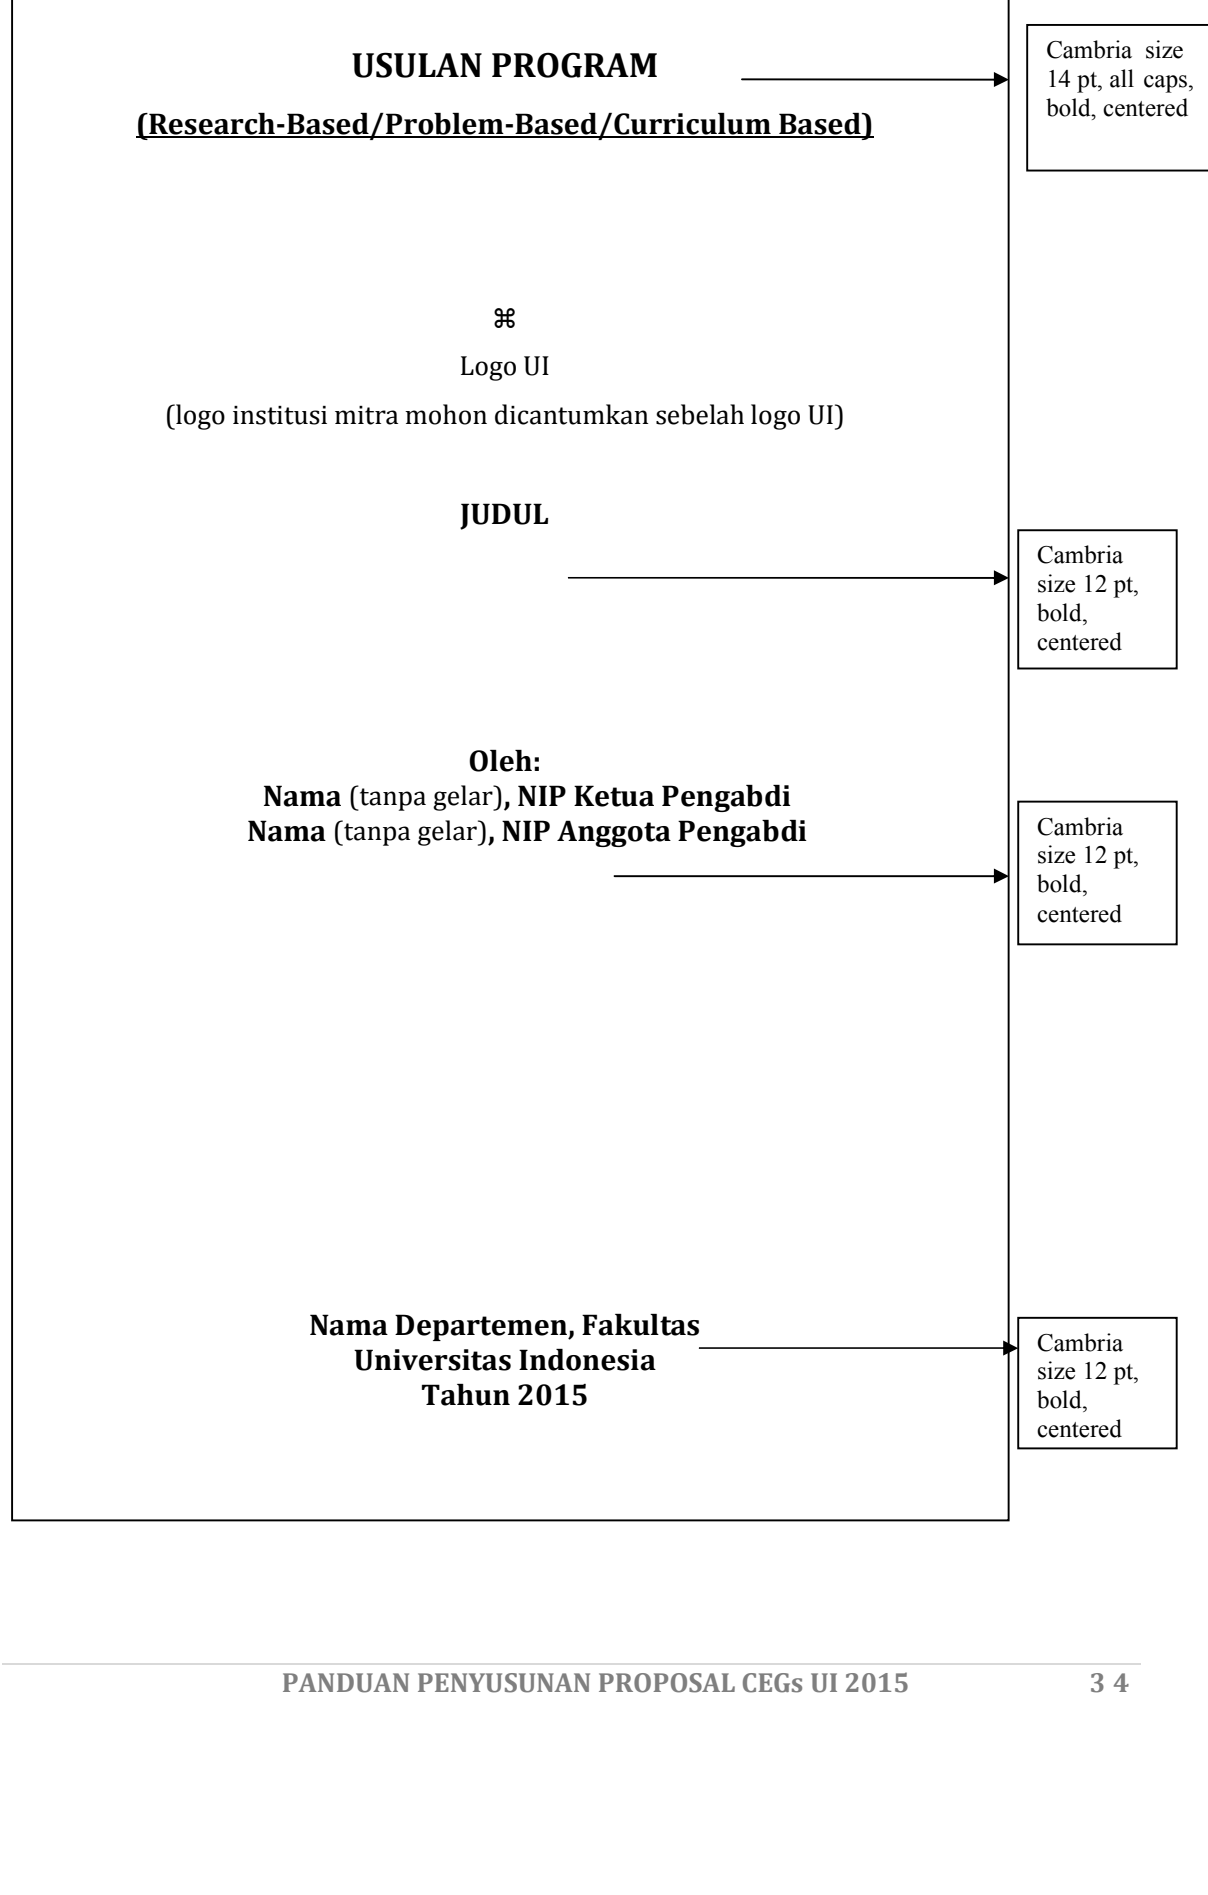 USULAN PROGRAM
(Research-Based/Problem-Based/Curriculum Based)
Cambria size
14 pt, all caps,
bold, centered
⌘
Logo UI
(logo institusi mitra mohon dicantumkan sebelah logo UI)
JUDUL
Cambria
size 12 pt,
bold,
centered
Oleh:
Nama (tanpa gelar), NIP Ketua Pengabdi
Nama (tanpa gelar), NIP Anggota Pengabdi
Cambria
size 12 pt,
bold,
centered
Nama Departemen, Fakultas
Universitas Indonesia
Tahun 2015
Cambria
size 12 pt,
bold,
centered
PANDUAN PENYUSUNAN PROPOSAL CEGs UI 2015 3 4